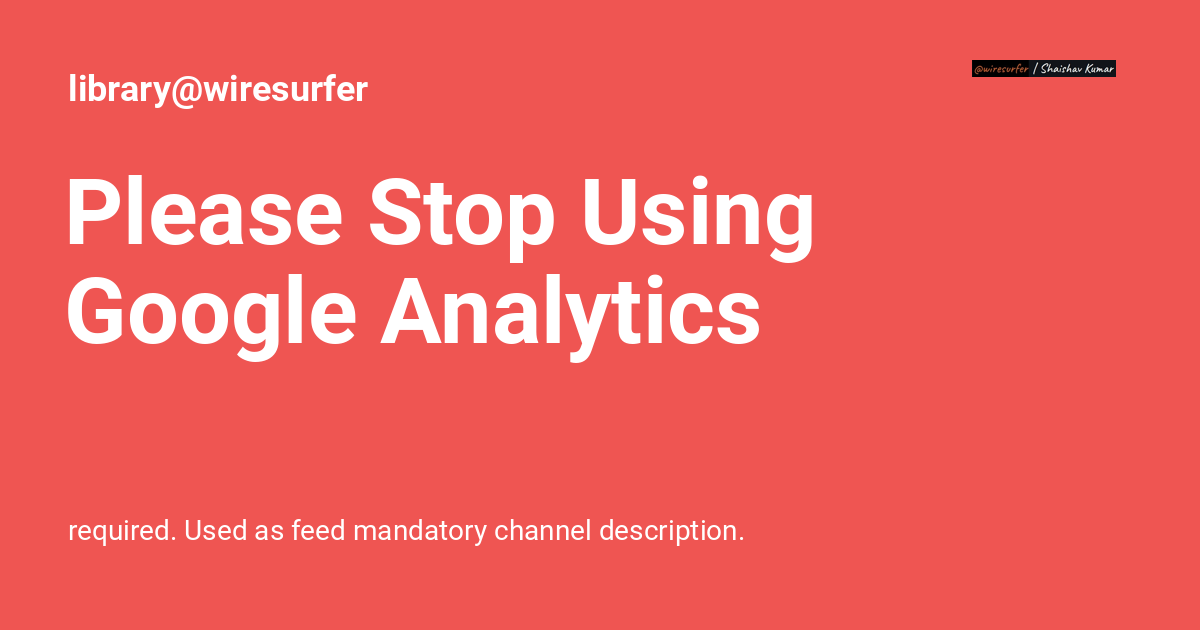 library@wiresurfer
@wiresurfer / Shaishav Kumar
Please Stop Using
Google Analytics
required. Used as feed mandatory channel description.